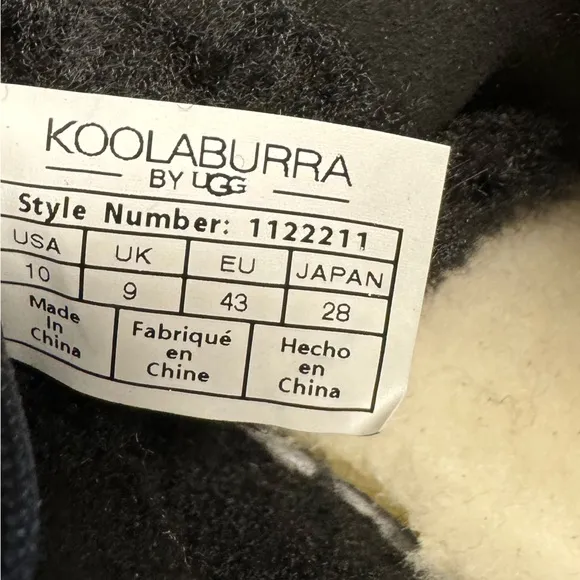 KOOLABURRA
BY UGG
Style Number: 1122211
USA UK EU JAPAN
10 9 43 28
Made in China
Fabriqué en Chine
Hecho en China